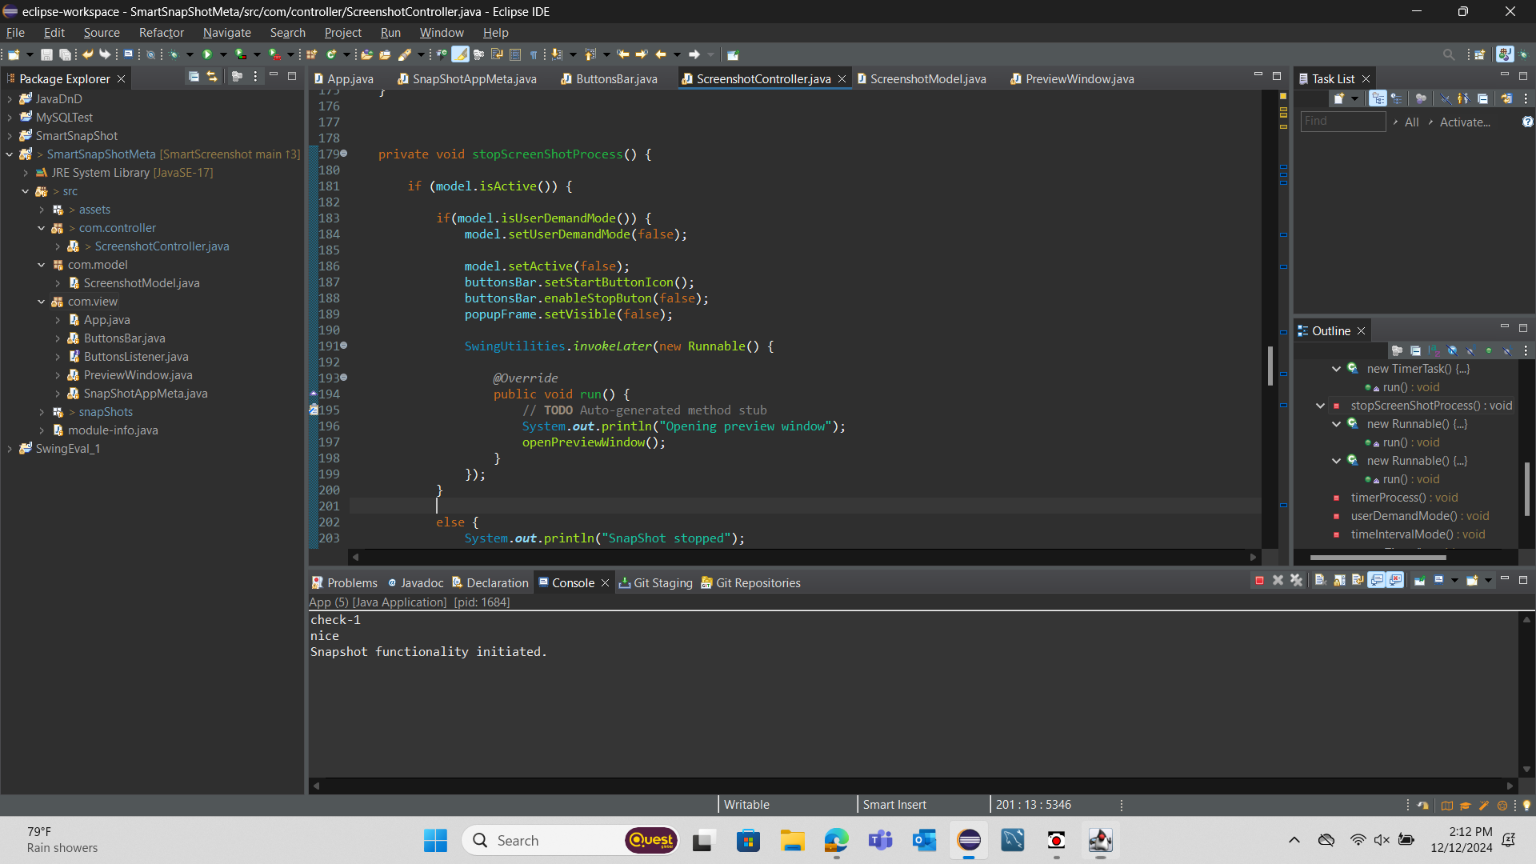 eclipse-workspace - SmartSnapShotMeta/src/com/controller/ScreenshotController.java - Eclipse IDE
File Edit Source Refactor Navigate Search Project Run Window Help
Package Explorer
JavaDnD
MySQLTest
SmartSnapShot
> SmartSnapShotMeta [SmartScreenshot main ↑3]
JRE System Library [JavaSE-17]
> src
> assets
> com.controller
> ScreenshotController.java
com.model
ScreenshotModel.java
com.view
App.java
ButtonsBar.java
ButtonsListener.java
PreviewWindow.java
SnapShotAppMeta.java
> snapShots
module-info.java
SwingEval_1
App.java SnapShotAppMeta.java ButtonsBar.java ScreenshotController.java ScreenshotModel.java PreviewWindow.java
175 }
176
177
178
179 private void stopScreenShotProcess() {
180
181 if (model.isActive()) {
182
183 if(model.isUserDemandMode()) {
184 model.setUserDemandMode(false);
185
186 model.setActive(false);
187 buttonsBar.setStartButtonIcon();
188 buttonsBar.enableStopButon(false);
189 popupFrame.setVisible(false);
190
191 SwingUtilities.invokeLater(new Runnable() {
192
193 @Override
194 public void run() {
195 // TODO Auto-generated method stub
196 System.out.println("Opening preview window");
197 openPreviewWindow();
198 }
199 });
200 }
201
202 else {
203 System.out.println("SnapShot stopped");
Task List
Find
All
Activate...
Outline
new TimerTask() {...}
run() : void
stopScreenShotProcess() : void
new Runnable() {...}
run() : void
new Runnable() {...}
run() : void
timerProcess() : void
userDemandMode() : void
timeIntervalMode() : void
Problems Javadoc Declaration Console Git Staging Git Repositories
App (5) [Java Application] [pid: 1684]
check-1
nice
Snapshot functionality initiated.
Writable
Smart Insert
201 : 13 : 5346
79°F
Rain showers
Search
Quest
2:12 PM
12/12/2024